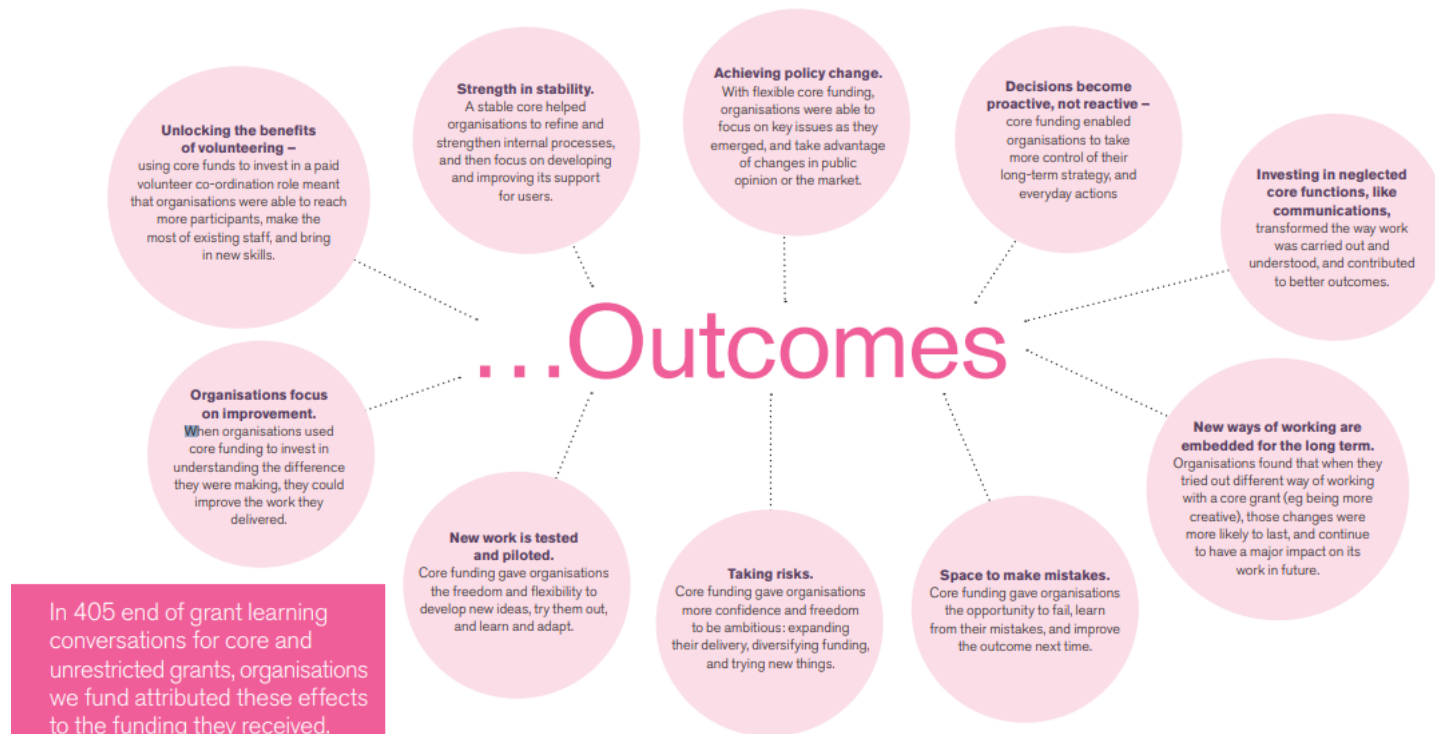 Unlocking the benefits
of volunteering –
using core funds to invest in a paid
volunteer co-ordination role meant
that organisations were able to reach
more participants, make the
most of existing staff, and bring
in new skills.
Strength in stability.
A stable core helped
organisations to refine and
strengthen internal processes,
and then focus on developing
and improving its support
for users.
Achieving policy change.
With flexible core funding,
organisations were able to
focus on key issues as they
emerged, and take advantage
of changes in public
opinion or the market.
Decisions become
proactive, not reactive –
core funding enabled
organisations to take
more control of their
long-term strategy, and
everyday actions
Investing in neglected
core functions, like
communications,
transformed the way work
was carried out and
understood, and contributed
to better outcomes.
...Outcomes
Organisations focus
on improvement.
When organisations used
core funding to invest in
understanding the difference
they were making, they could
improve the work they
delivered.
New work is tested
and piloted.
Core funding gave organisations
the freedom and flexibility to
develop new ideas, try them out,
and learn and adapt.
Taking risks.
Core funding gave organisations
more confidence and freedom
to be ambitious: expanding
their delivery, diversifying funding,
and trying new things.
Space to make mistakes.
Core funding gave organisations
the opportunity to fail, learn
from their mistakes, and improve
the outcome next time.
New ways of working are
embedded for the long term.
Organisations found that when they
tried out different way of working
with a core grant (eg being more
creative), those changes were
more likely to last, and continue
to have a major impact on its
work in future.
In 405 end of grant learning
conversations for core and
unrestricted grants, organisations
we fund attributed these effects
to the funding they received.